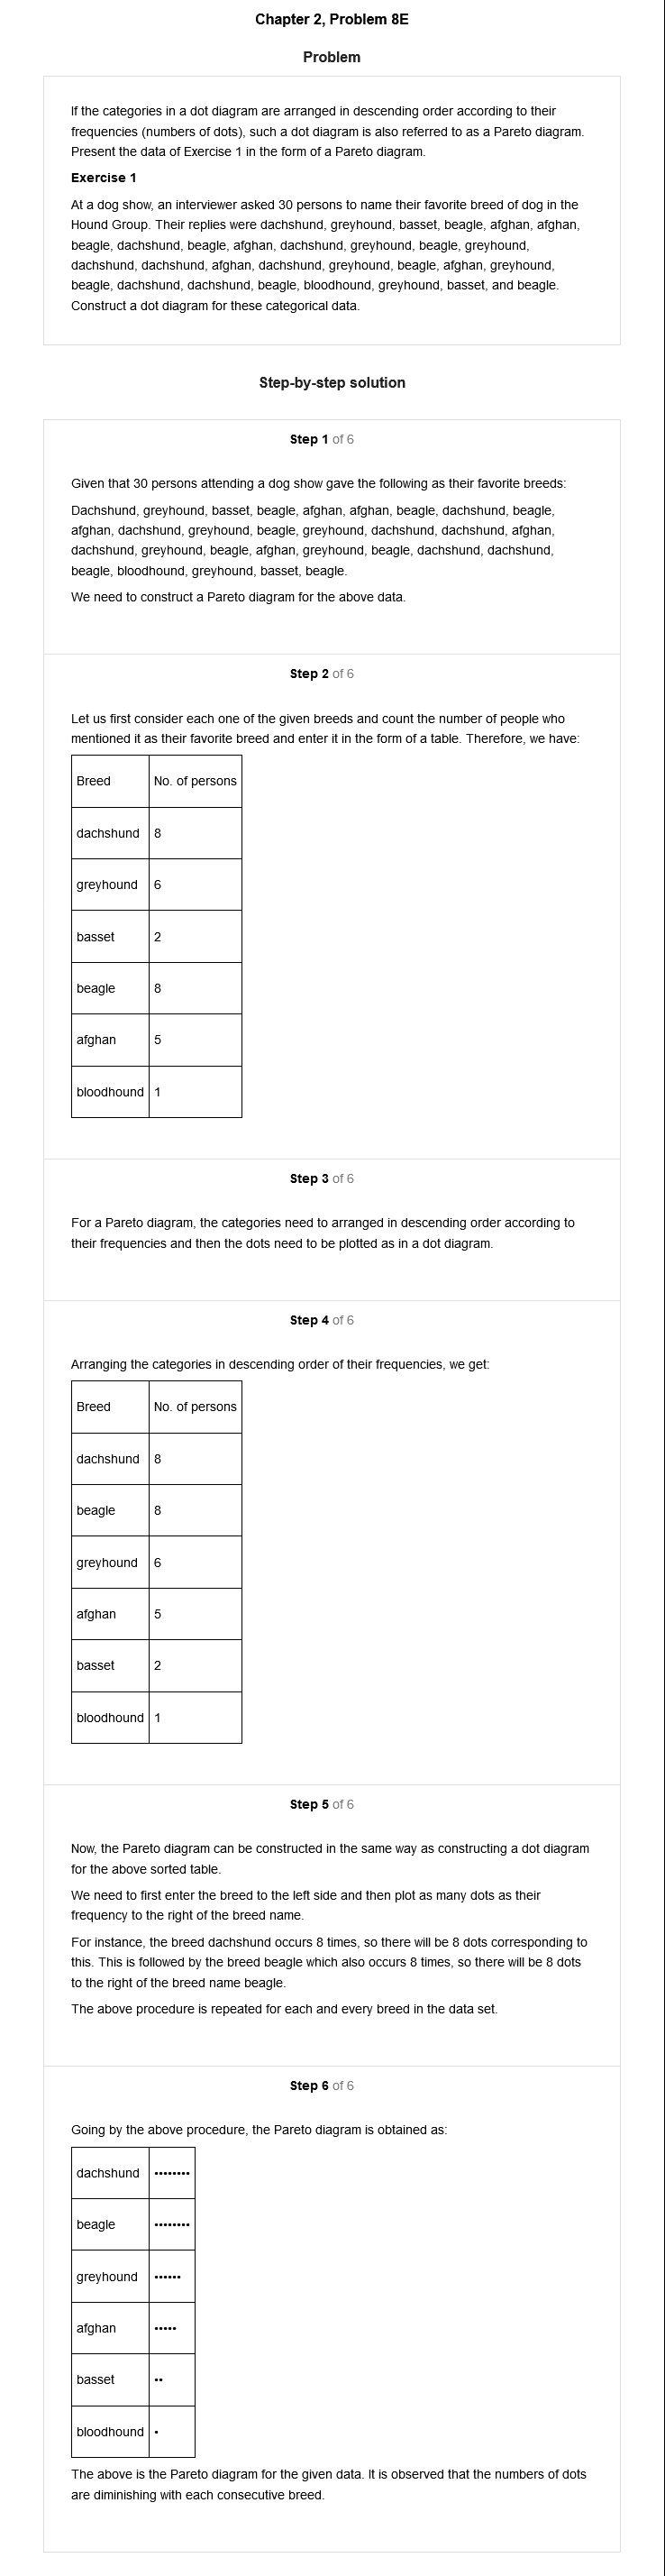 Chapter 2, Problem 8E
Problem
If the categories in a dot diagram are arranged in descending order according to their
frequencies (numbers of dots), such a dot diagram is also referred to as a Pareto diagram.
Present the data of Exercise 1 in the form of a Pareto diagram.
Exercise 1
At a dog show, an interviewer asked 30 persons to name their favorite breed of dog in the
Hound Group. Their replies were dachshund, greyhound, basset, beagle, afghan, afghan,
beagle, dachshund, beagle, afghan, dachshund, greyhound, beagle, greyhound,
dachshund, dachshund, afghan, dachshund, greyhound, beagle, afghan, greyhound,
beagle, dachshund, dachshund, beagle, bloodhound, greyhound, basset, and beagle.
Construct a dot diagram for these categorical data.
Step-by-step solution
Step 1 of 6
Given that 30 persons attending a dog show gave the following as their favorite breeds:
Dachshund, greyhound, basset, beagle, afghan, afghan, beagle, dachshund, beagle,
afghan, dachshund, greyhound, beagle, greyhound, dachshund, dachshund, afghan,
dachshund, greyhound, beagle, afghan, greyhound, beagle, dachshund, dachshund,
beagle, bloodhound, greyhound, basset, beagle.
We need to construct a Pareto diagram for the above data.
Step 2 of 6
Let us first consider each one of the given breeds and count the number of people who
mentioned it as their favorite breed and enter it in the form of a table. Therefore, we have:
Breed No. of persons
dachshund 8
greyhound 6
basset 2
beagle 8
afghan 5
bloodhound 1
Step 3 of 6
For a Pareto diagram, the categories need to arranged in descending order according to
their frequencies and then the dots need to be plotted as in a dot diagram.
Step 4 of 6
Arranging the categories in descending order of their frequencies, we get:
Breed No. of persons
dachshund 8
beagle 8
greyhound 6
afghan 5
basset 2
bloodhound 1
Step 5 of 6
Now, the Pareto diagram can be constructed in the same way as constructing a dot diagram
for the above sorted table.
We need to first enter the breed to the left side and then plot as many dots as their
frequency to the right of the breed name.
For instance, the breed dachshund occurs 8 times, so there will be 8 dots corresponding to
this. This is followed by the breed beagle which also occurs 8 times, so there will be 8 dots
to the right of the breed name beagle.
The above procedure is repeated for each and every breed in the data set.
Step 6 of 6
Going by the above procedure, the Pareto diagram is obtained as:
dachshund ••••••••
beagle ••••••••
greyhound ••••••
afghan •••••
basset ••
bloodhound •
The above is the Pareto diagram for the given data. It is observed that the numbers of dots
are diminishing with each consecutive breed.